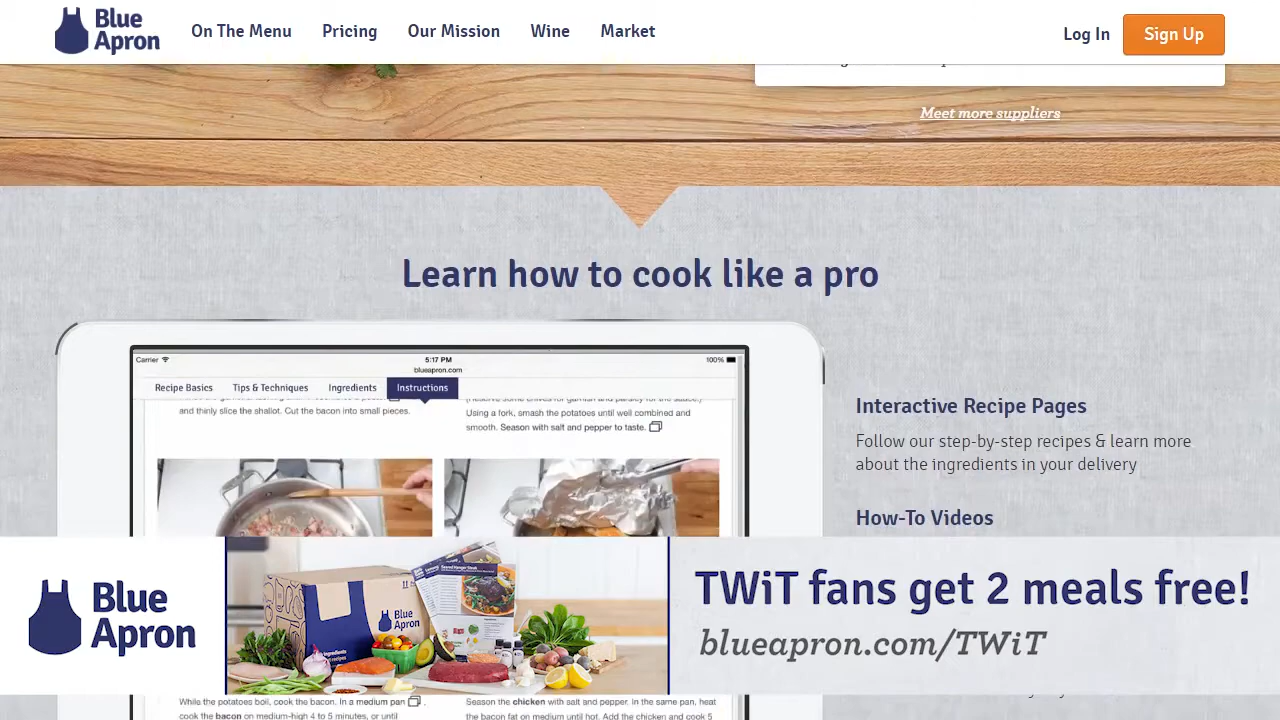 Blue Apron
On The Menu
Pricing
Our Mission
Wine
Market
Log In
Sign Up
Meet more suppliers
Learn how to cook like a pro
Carrier
5:17 PM
100%
blueapron.com
Recipe Basics
Tips & Techniques
Ingredients
Instructions
and thinly slice the shallot. Cut the bacon into small pieces.
Using a fork, smash the potatoes until well combined and
smooth. Season with salt and pepper to taste.
Interactive Recipe Pages
Follow our step-by-step recipes & learn more
about the ingredients in your delivery
How-To Videos
Blue
Apron
Blue
Apron
TWiT fans get 2 meals free!
blueapron.com/TWiT
While the potatoes boil, cook the bacon. In a medium pan
cook the bacon on medium-high 4 to 5 minutes, or until
Season the chicken with salt and pepper. In the same pan, heat
the bacon fat on medium until hot. Add the chicken and cook 5